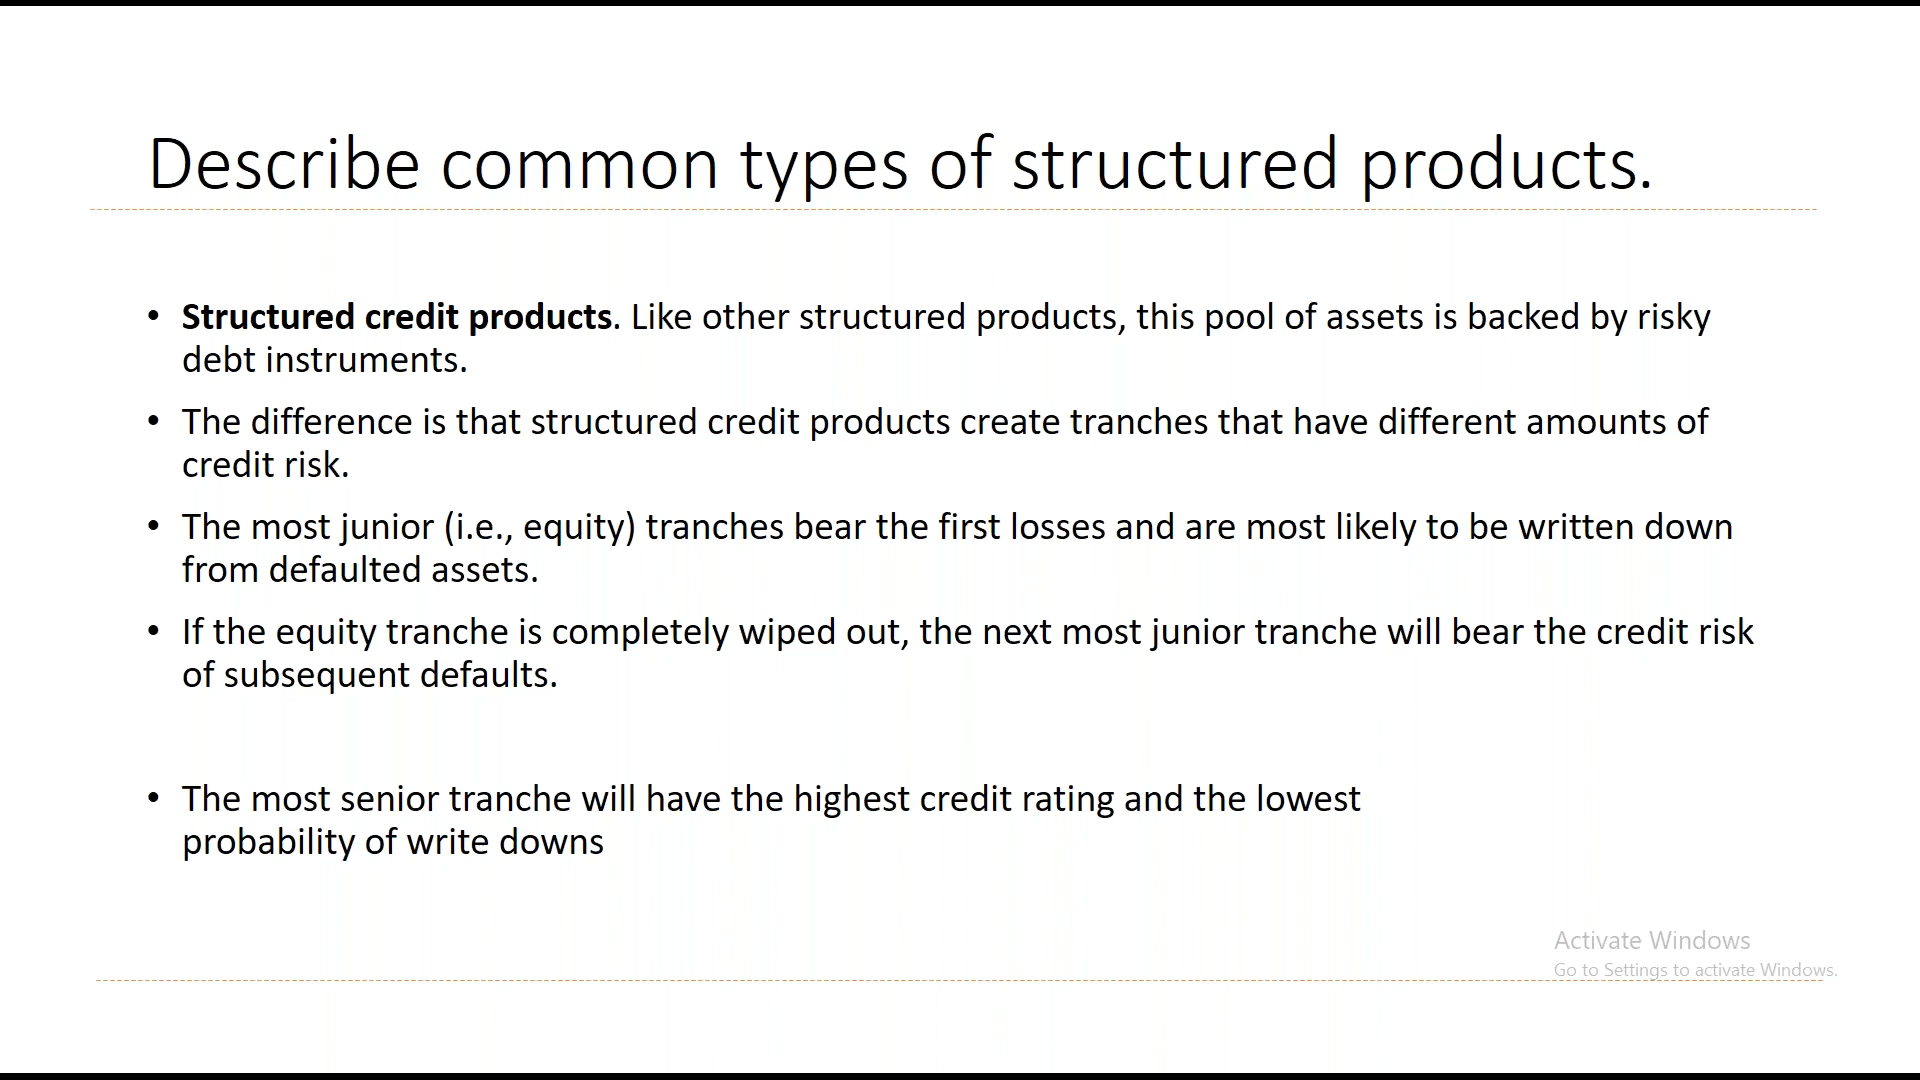 Describe common types of structured products.
• Structured credit products. Like other structured products, this pool of assets is backed by risky
debt instruments.
• The difference is that structured credit products create tranches that have different amounts of
credit risk.
• The most junior (i.e., equity) tranches bear the first losses and are most likely to be written down
from defaulted assets.
• If the equity tranche is completely wiped out, the next most junior tranche will bear the credit risk
of subsequent defaults.
• The most senior tranche will have the highest credit rating and the lowest
probability of write downs
Activate Windows
Go to Settings to activate Windows.